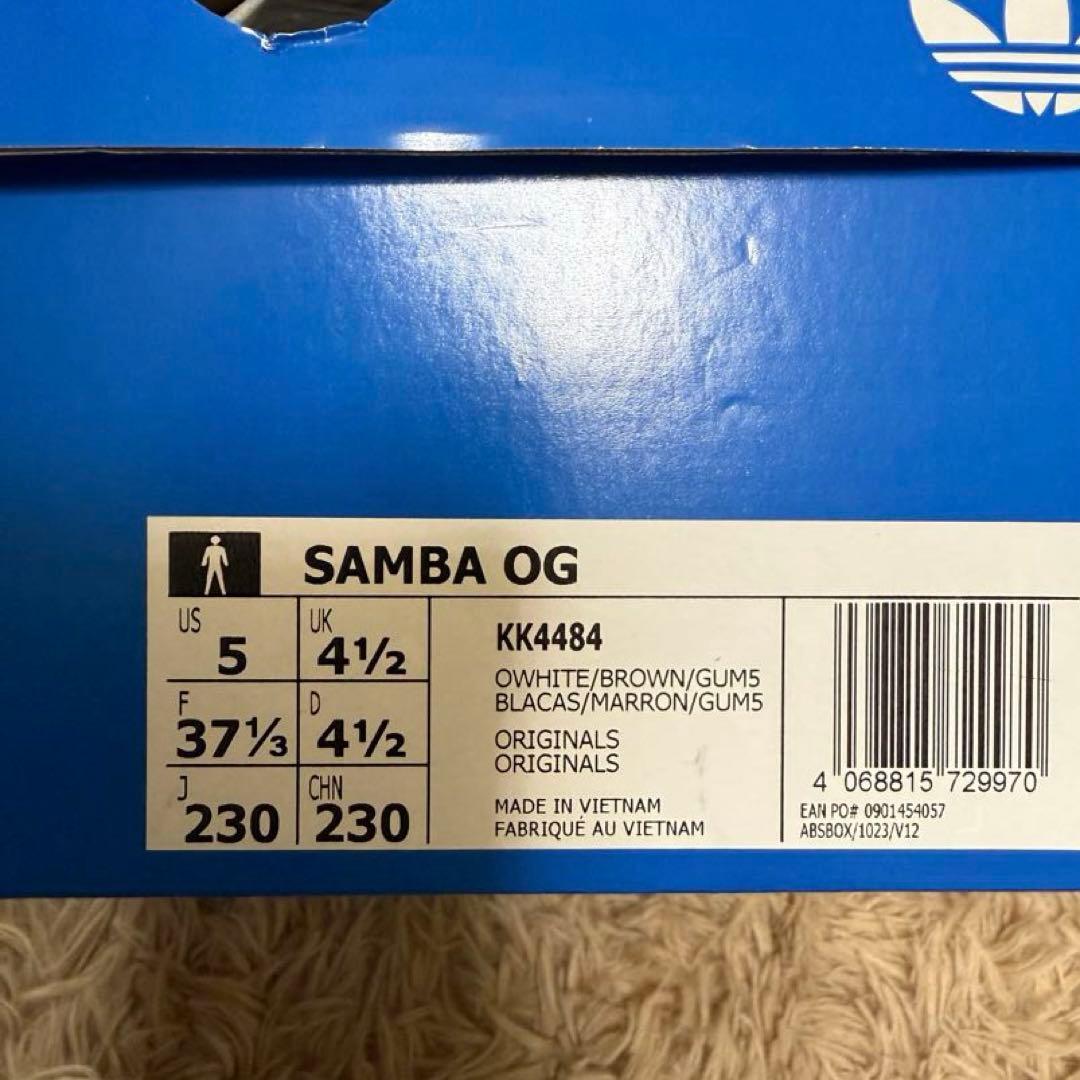 SAMBA OG
US
5
UK
4½
F
37⅓
D
4½
J
230
CHN
230
KK4484
OWHITE/BROWN/GUM5
BLACAS/MARRON/GUM5
ORIGINALS
ORIGINALS
MADE IN VIETNAM
FABRIQUÉ AU VIETNAM
4 068815 729970
EAN PO# 0901454057
ABSBOX/1023/V12